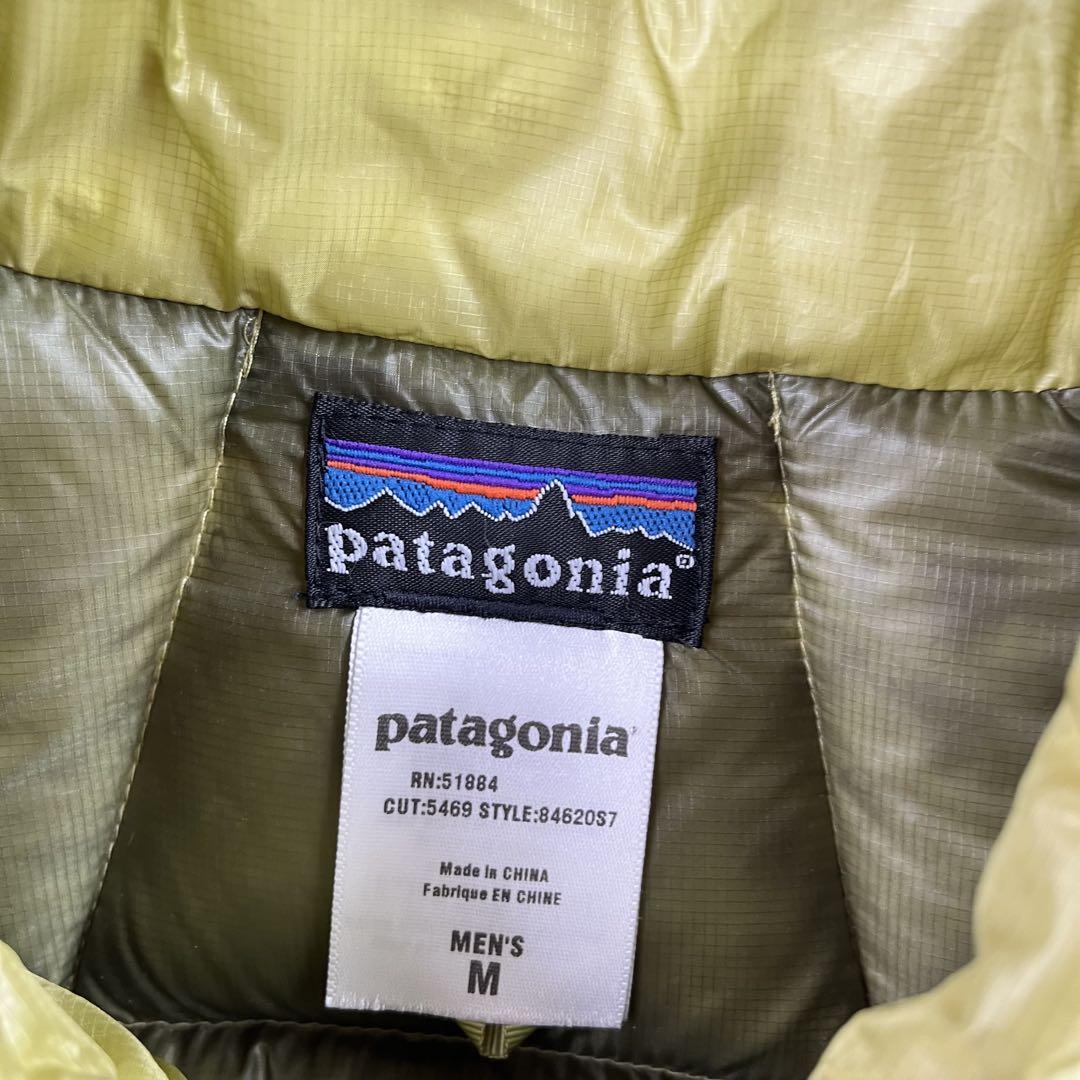 patagonia®
patagonia®
RN:51884
CUT:5469 STYLE:84620S7
Made in CHINA
Fabrique EN CHINE
MEN'S
M